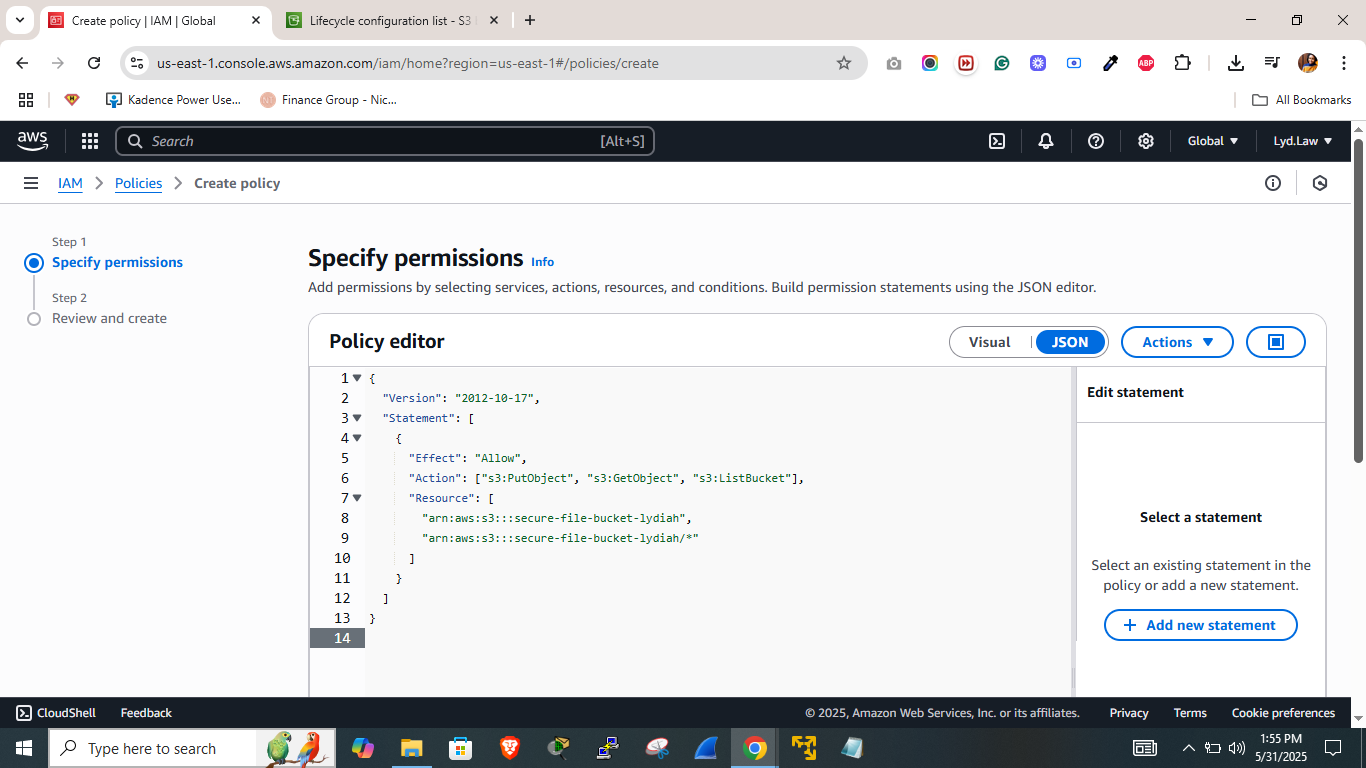 Create policy | IAM | Global
Lifecycle configuration list - S3
us-east-1.console.aws.amazon.com/iam/home?region=us-east-1#/policies/create
ABP
Kadence Power Use...
Finance Group - Nic...
All Bookmarks
aws
Search
[Alt+S]
Global
Lyd.Law
IAM
Policies
Create policy
Step 1
Specify permissions
Step 2
Review and create
Specify permissions Info
Add permissions by selecting services, actions, resources, and conditions. Build permission statements using the JSON editor.
Policy editor
Visual
JSON
Actions
1 {
2 "Version": "2012-10-17",
3 "Statement": [
4 {
5 "Effect": "Allow",
6 "Action": ["s3:PutObject", "s3:GetObject", "s3:ListBucket"],
7 "Resource": [
8 "arn:aws:s3:::secure-file-bucket-lydiah",
9 "arn:aws:s3:::secure-file-bucket-lydiah/*"
10 ]
11 }
12 ]
13 }
14
Edit statement
Select a statement
Select an existing statement in the
policy or add a new statement.
+ Add new statement
CloudShell
Feedback
© 2025, Amazon Web Services, Inc. or its affiliates.
Privacy
Terms
Cookie preferences
Type here to search
1:55 PM
5/31/2025